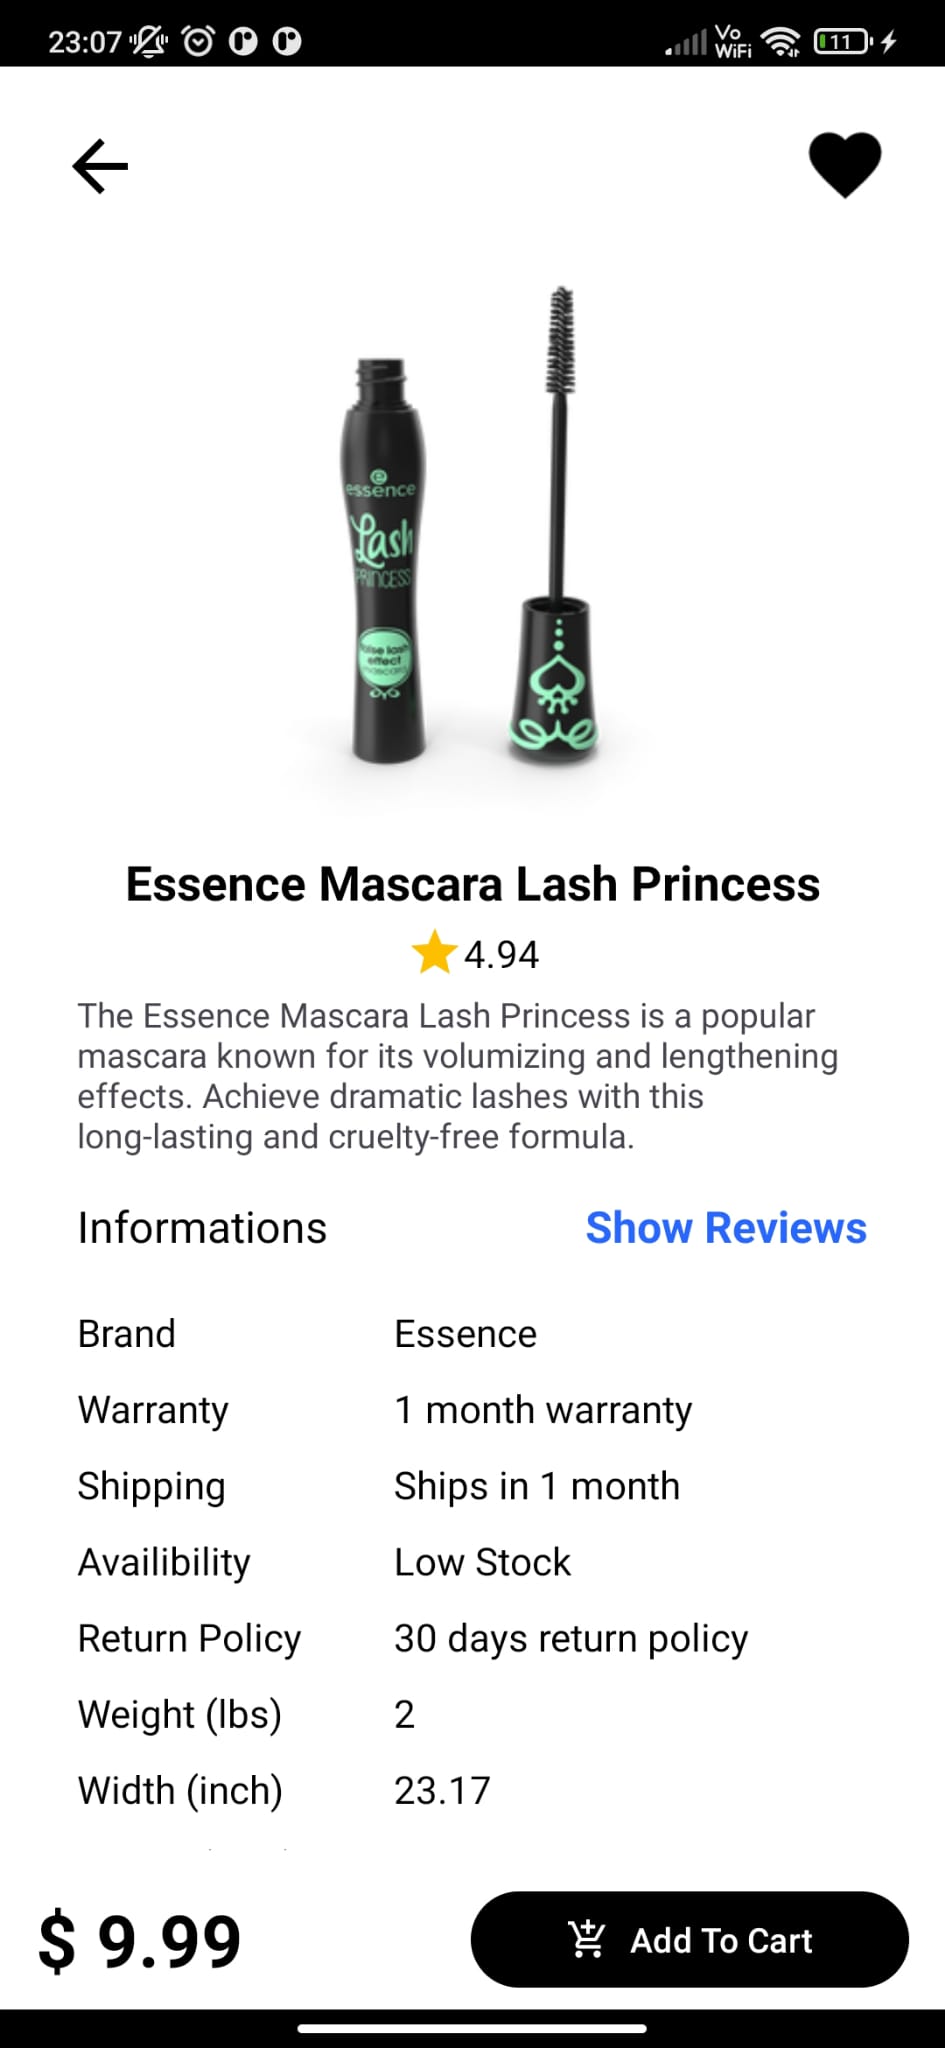 23:07
Vo
WiFi
11
essence
Lash
PRINCESS
false lash
effect
mascara
Essence Mascara Lash Princess
4.94
The Essence Mascara Lash Princess is a popular
mascara known for its volumizing and lengthening
effects. Achieve dramatic lashes with this
long-lasting and cruelty-free formula.
Informations Show Reviews
Brand Essence
Warranty 1 month warranty
Shipping Ships in 1 month
Availibility Low Stock
Return Policy 30 days return policy
Weight (lbs) 2
Width (inch) 23.17
$ 9.99 Add To Cart